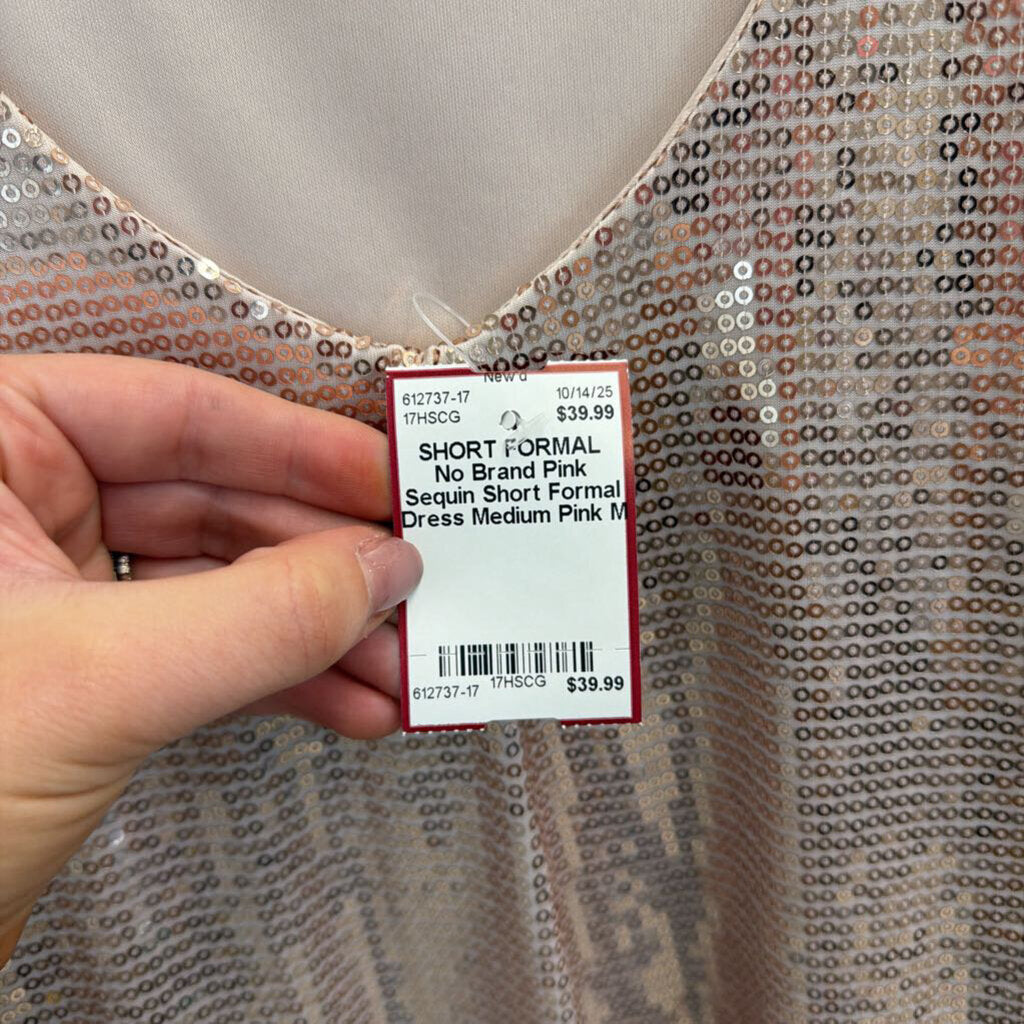 New'd
612737-17 10/14/25
17HSCG $39.99
SHORT FORMAL
No Brand Pink
Sequin Short Formal
Dress Medium Pink M
612737-17 17HSCG $39.99